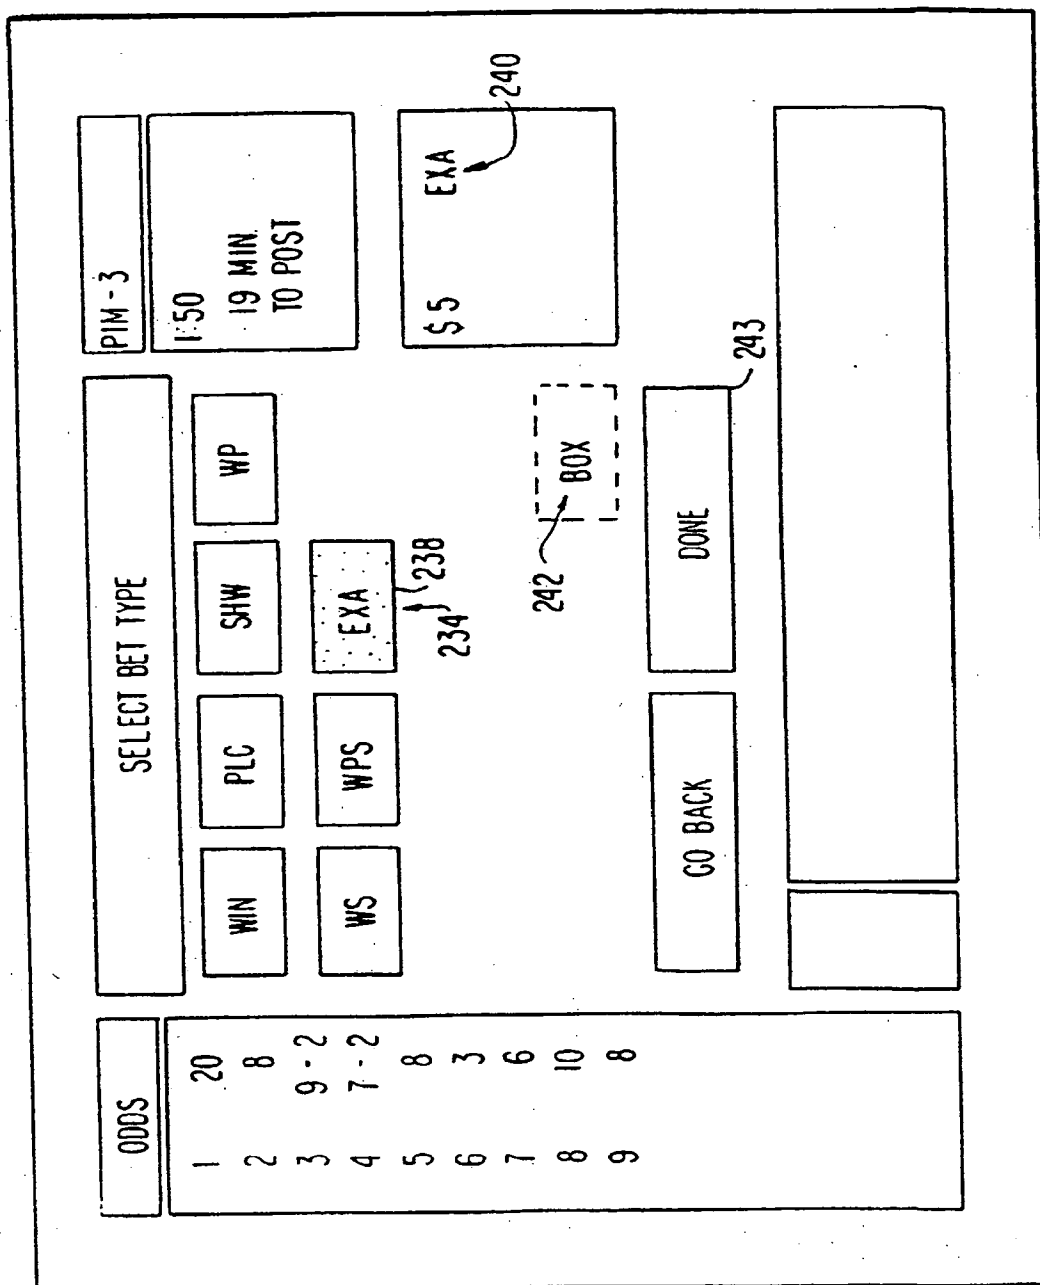 ODDS
1 20
2 8
3 9-2
4 7-2
5 8
6 3
7 6
8 10
9 8
SELECT BET TYPE
WIN PLC SHW WP
WS WPS EXA
234 238
242
BOX
GO BACK DONE
243
PIM-3
1:50
19 MIN.
TO POST
$5 EXA
240